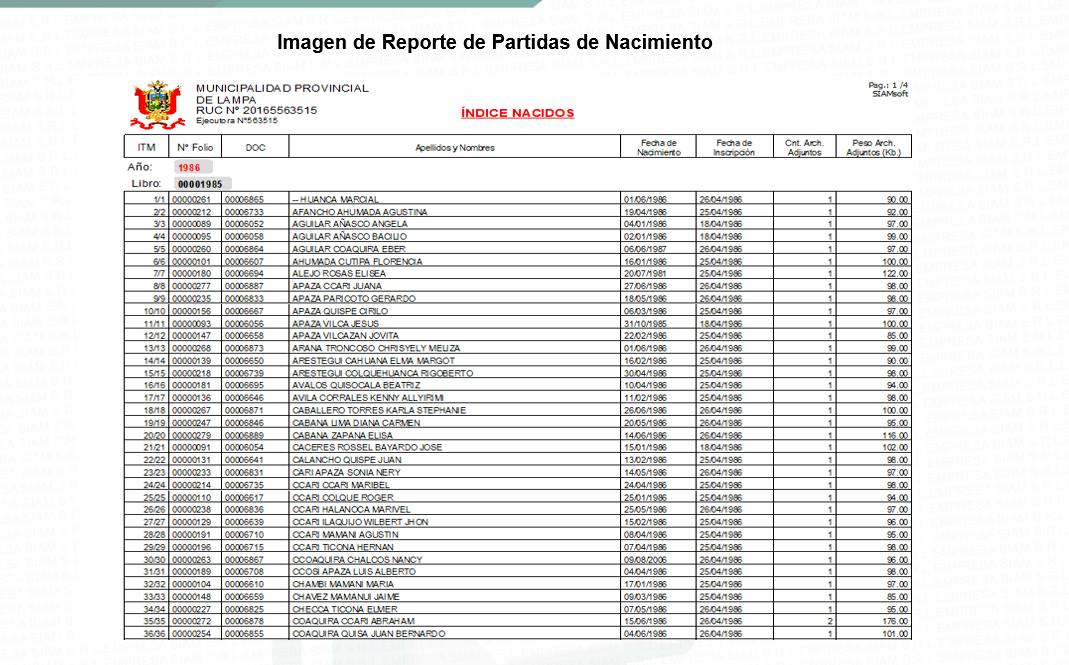 Imagen de Reporte de Partidas de Nacimiento
MUNICIPALIDAD PROVINCIAL
DE LAMPA
RUC Nº 20165563515
Ejecutora Nº563515
Pag.: 1 /4
SIAMsoft
ÍNDICE NACIDOS
ITM Nº Folio DOC Apellidos y Nombres Fecha de Nacimiento Fecha de Inscripción Cnt. Arch. Adjuntos Peso Arch. Adjuntos (Kb.)
Año: 1986
Libro: 00001985
1/1 00000261 00006865 -- HUANCA MARCIAL 01/06/1986 26/04/1986 1 90.00
2/2 00000212 00006733 AFANCHO AHUMADA AGUSTINA 19/04/1986 25/04/1986 1 92.00
3/3 00000089 00006052 AGUILAR AÑASCO ANGELA 04/01/1986 18/04/1986 1 97.00
4/4 00000095 00006058 AGUILAR AÑASCO BACILIO 02/01/1986 18/04/1986 1 99.00
5/5 00000260 00006864 AGUILAR COAQUIRA EBER 06/06/1987 26/04/1986 1 97.00
6/6 00000101 00006607 AHUMADA CUTIPA FLORENCIA 16/01/1986 25/04/1986 1 100.00
7/7 00000180 00006694 ALEJO ROSAS ELISEA 20/07/1981 25/04/1986 1 122.00
8/8 00000277 00006887 APAZA CCARI JUANA 27/06/1986 26/04/1986 1 98.00
9/9 00000235 00006833 APAZA PARICOTO GERARDO 18/05/1986 26/04/1986 1 98.00
10/10 00000156 00006667 APAZA QUISPE CIRILO 06/03/1986 25/04/1986 1 97.00
11/11 00000093 00006056 APAZA VILCA JESUS 31/10/1985 18/04/1986 1 100.00
12/12 00000147 00006658 APAZA VILCAZAN JOVITA 22/02/1986 25/04/1986 1 85.00
13/13 00000268 00006873 ARANA TRONCOSO CHRISYELY MELIZA 01/06/1986 26/04/1986 1 99.00
14/14 00000139 00006650 ARESTEGUI CAHUANA ELMA MARGOT 16/02/1986 25/04/1986 1 90.00
15/15 00000218 00006739 ARESTEGUI COLQUEHUANCA RIGOBERTO 30/04/1986 25/04/1986 1 98.00
16/16 00000181 00006695 AVALOS QUISOCALA BEATRIZ 10/04/1986 25/04/1986 1 94.00
17/17 00000136 00006646 AVILA CORRALES KENNY ALLYIRIMI 11/02/1986 25/04/1986 1 98.00
18/18 00000267 00006871 CABALLERO TORRES KARLA STEPHANIE 26/06/1986 26/04/1986 1 100.00
19/19 00000247 00006846 CABANA LIMA DIANA CARMEN 20/05/1986 26/04/1986 1 95.00
20/20 00000279 00006889 CABANA ZAPANA ELISA 14/06/1986 26/04/1986 1 116.00
21/21 00000091 00006054 CACERES ROSSEL BAYARDO JOSE 15/01/1986 18/04/1986 1 102.00
22/22 00000131 00006641 CALANCHO QUISPE JUAN 13/02/1986 25/04/1986 1 98.00
23/23 00000233 00006831 CARI APAZA SONIA NERY 14/05/1986 26/04/1986 1 97.00
24/24 00000214 00006735 CCARI CCARI MARIBEL 24/04/1986 25/04/1986 1 98.00
25/25 00000110 00006617 CCARI COLQUE ROGER 25/01/1986 25/04/1986 1 94.00
26/26 00000238 00006836 CCARI HALANOCA MARIVEL 25/05/1986 26/04/1986 1 97.00
27/27 00000129 00006639 CCARI ILAQUIJO WILBERT JHON 15/02/1986 25/04/1986 1 96.00
28/28 00000191 00006710 CCARI MAMANI AGUSTIN 08/04/1986 25/04/1986 1 95.00
29/29 00000196 00006715 CCARI TICONA HERNAN 07/04/1986 25/04/1986 1 98.00
30/30 00000263 00006867 CCOAQUIRA CHALCOS NANCY 09/08/2006 26/04/1986 1 96.00
31/31 00000189 00006708 CCOSI APAZA LUIS ALBERTO 04/04/1986 25/04/1986 1 98.00
32/32 00000104 00006610 CHAMBI MAMANI MARIA 17/01/1986 25/04/1986 1 97.00
33/33 00000148 00006659 CHAVEZ MAMANUI JAIME 09/03/1986 25/04/1986 1 85.00
34/34 00000227 00006825 CHECCA TICONA ELMER 07/05/1986 26/04/1986 1 95.00
35/35 00000272 00006878 COAQUIRA CCARI ABRAHAM 15/06/1986 26/04/1986 2 176.00
36/36 00000254 00006855 COAQUIRA QUISA JUAN BERNARDO 04/06/1986 26/04/1986 1 101.00